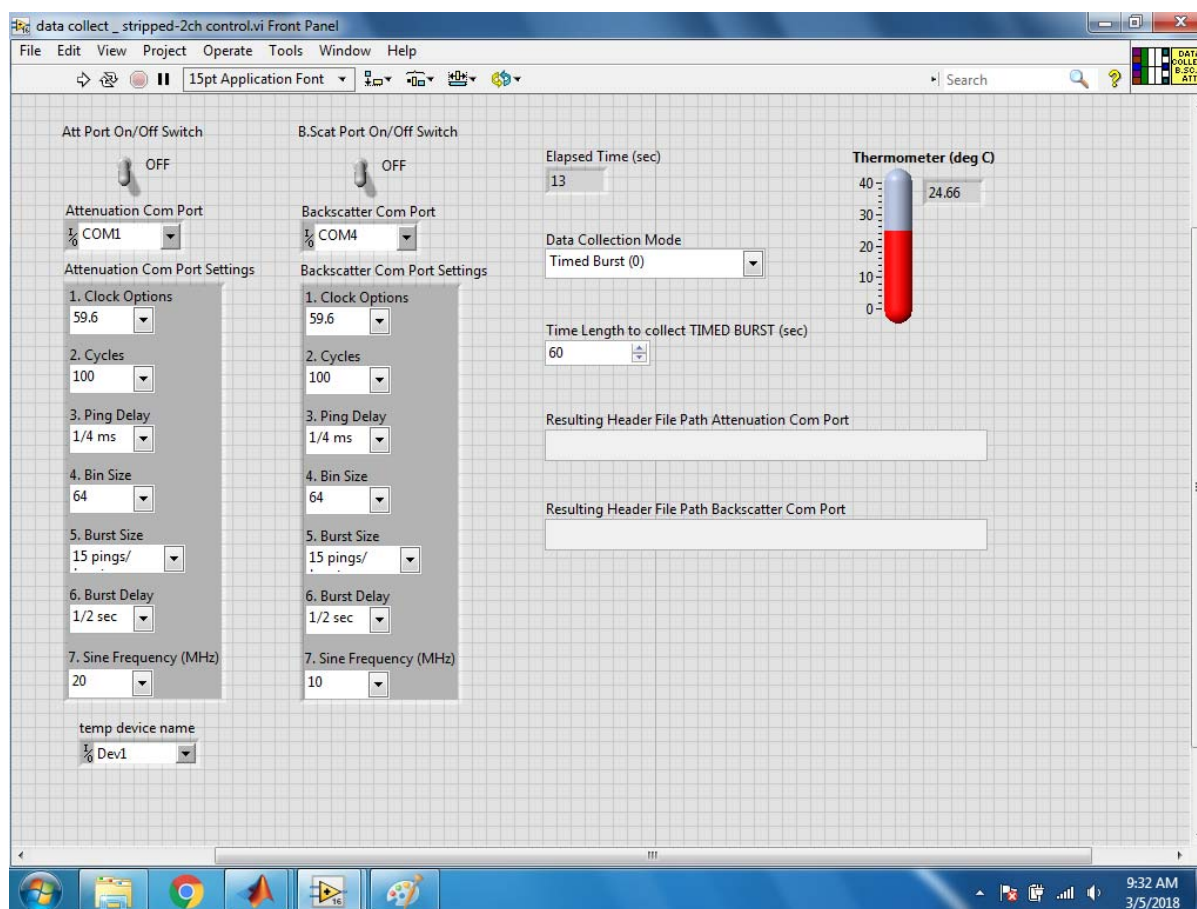 data collect _ stripped-2ch control.vi Front Panel
File Edit View Project Operate Tools Window Help
15pt Application Font
Search
DATA
COLLE
B.SC.
ATT
Att Port On/Off Switch
OFF
Attenuation Com Port
COM1
Attenuation Com Port Settings
1. Clock Options
59.6
2. Cycles
100
3. Ping Delay
1/4 ms
4. Bin Size
64
5. Burst Size
15 pings/
6. Burst Delay
1/2 sec
7. Sine Frequency (MHz)
20
temp device name
Dev1
B.Scat Port On/Off Switch
OFF
Backscatter Com Port
COM4
Backscatter Com Port Settings
1. Clock Options
59.6
2. Cycles
100
3. Ping Delay
1/4 ms
4. Bin Size
64
5. Burst Size
15 pings/
6. Burst Delay
1/2 sec
7. Sine Frequency (MHz)
10
Elapsed Time (sec)
13
Data Collection Mode
Timed Burst (0)
Time Length to collect TIMED BURST (sec)
60
Resulting Header File Path Attenuation Com Port
Resulting Header File Path Backscatter Com Port
Thermometer (deg C)
40
30
20
10
0
24.66
16
9:32 AM
3/5/2018